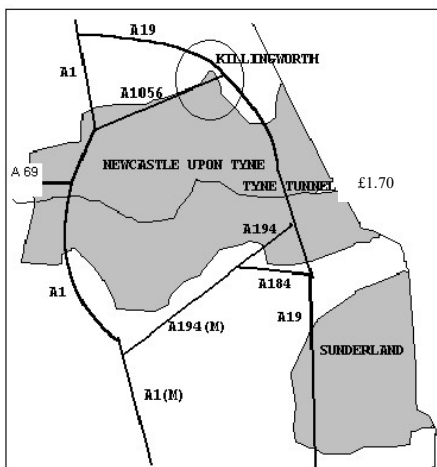 A19
KILLINGWORTH
A1
A1056
NEWCASTLE UPON TYNE
A 69
TYNE TUNNEL
£1.70
A194
A1
A184
A194(M)
A19
SUNDERLAND
A1(M)